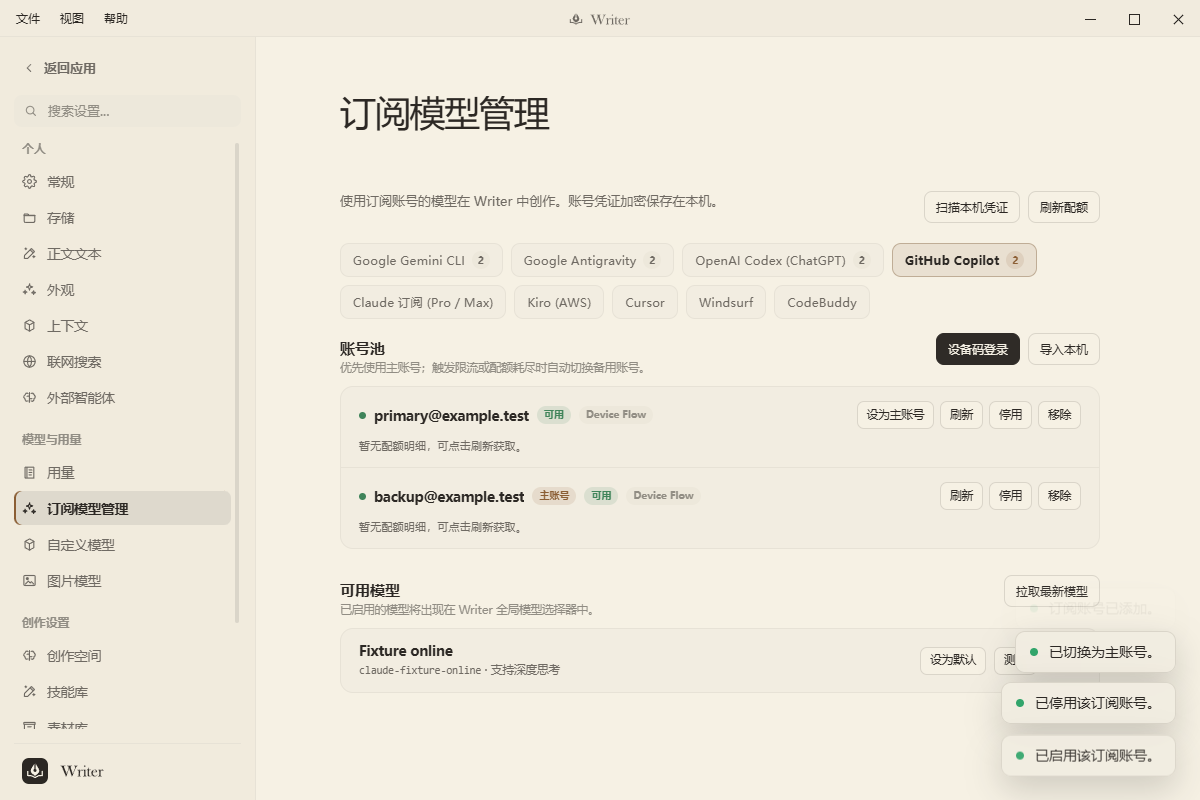 文件 视图 帮助 Writer
返回应用
搜索设置...
个人
常规
存储
正文文本
外观
上下文
联网搜索
外部智能体
模型与用量
用量
订阅模型管理
自定义模型
图片模型
创作设置
创作空间
技能库
素材库
Writer
订阅模型管理
使用订阅账号的模型在 Writer 中创作。账号凭证加密保存在本机。
扫描本机凭证 刷新配额
Google Gemini CLI 2 Google Antigravity 2 OpenAI Codex (ChatGPT) 2 GitHub Copilot 2
Claude 订阅 (Pro / Max) Kiro (AWS) Cursor Windsurf CodeBuddy
账号池
优先使用主账号；触发限流或配额耗尽时自动切换备用账号。
设备码登录 导入本机
primary@example.test 可用 Device Flow 设为主账号 刷新 停用 移除
暂无配额明细，可点击刷新获取。
backup@example.test 主账号 可用 Device Flow 刷新 停用 移除
暂无配额明细，可点击刷新获取。
可用模型
已启用的模型将出现在 Writer 全局模型选择器中。
拉取最新模型
订阅账号已添加。
Fixture online
claude-fixture-online · 支持深度思考
设为默认 测
已切换为主账号。
已停用该订阅账号。
已启用该订阅账号。